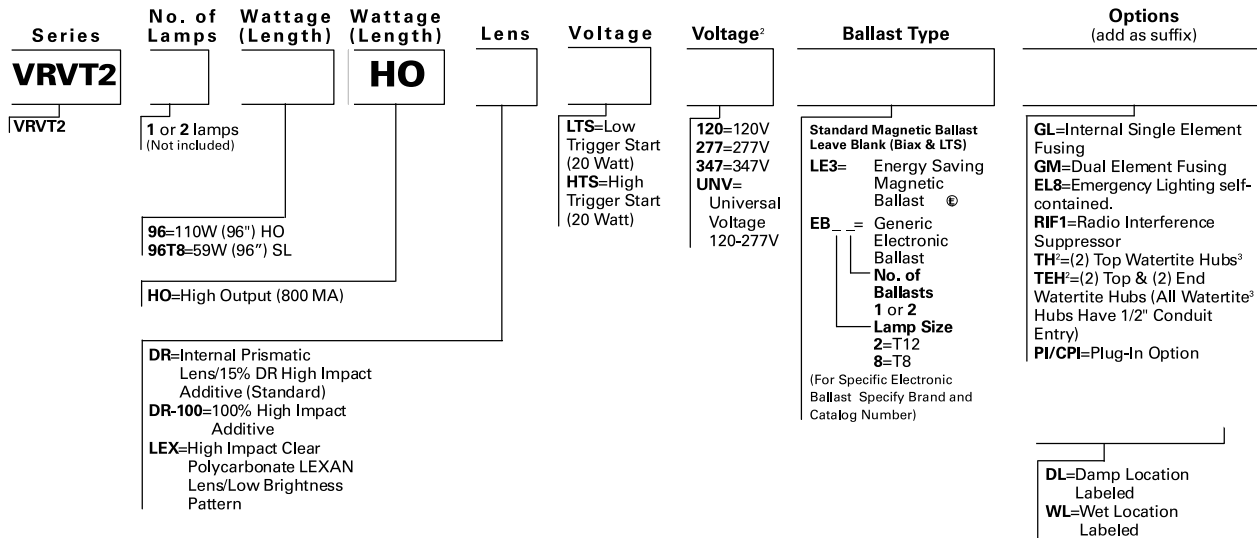 Series
No. of
Lamps
Wattage
(Length)
Wattage
(Length)
Lens
Voltage
Voltage²
Ballast Type
Options
(add as suffix)
VRVT2
HO
VRVT2
1 or 2 lamps
(Not included)
96=110W (96") HO
96T8=59W (96”) SL
HO=High Output (800 MA)
DR=Internal Prismatic
Lens/15% DR High Impact
Additive (Standard)
DR-100=100% High Impact
Additive
LEX=High Impact Clear
Polycarbonate LEXAN
Lens/Low Brightness
Pattern
LTS=Low
Trigger Start
(20 Watt)
HTS=High
Trigger Start
(20 Watt)
120=120V
277=277V
347=347V
UNV=
Universal
Voltage
120-277V
Standard Magnetic Ballast
Leave Blank (Biax & LTS)
LE3= Energy Saving
Magnetic
Ballast Ⓔ
EB_ _= Generic
Electronic
Ballast
No. of
Ballasts
1 or 2
Lamp Size
2=T12
8=T8
(For Specific Electronic
Ballast Specify Brand and
Catalog Number)
GL=Internal Single Element
Fusing
GM=Dual Element Fusing
EL8=Emergency Lighting self-
contained.
RIF1=Radio Interference
Suppressor
TH²=(2) Top Watertite Hubs³
TEH²=(2) Top & (2) End
Watertite Hubs (All Watertite³
Hubs Have 1/2" Conduit
Entry)
PI/CPI=Plug-In Option
DL=Damp Location
Labeled
WL=Wet Location
Labeled